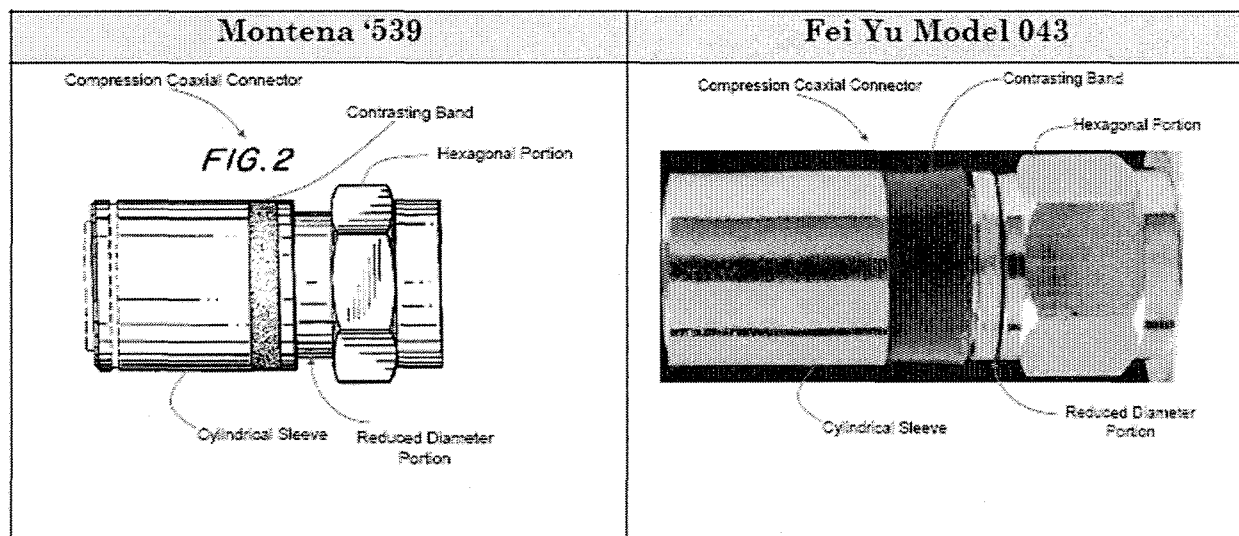 Montena ‘539
Fei Yu Model 043
Compression Coaxial Connector
Contrasting Band
FIG. 2
Hexagonal Portion
Cylindrical Sleeve
Reduced Diameter
Portion
Compression Coaxial Connector
Contrasting Band
Hexagonal Portion
Cylindrical Sleeve
Reduced Diameter
Portion